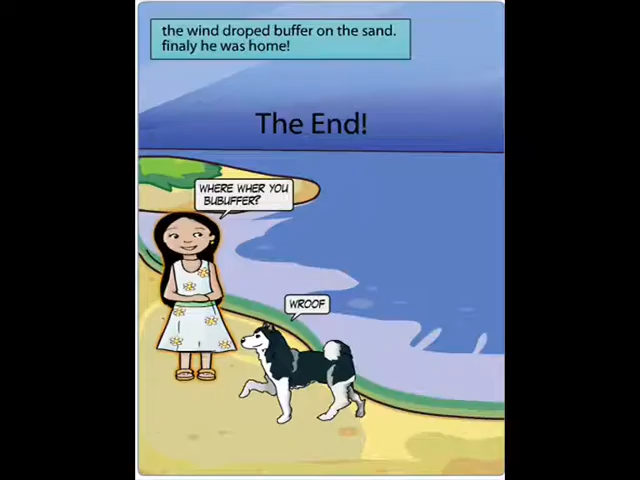 the wind droped buffer on the sand.
finaly he was home!
The End!
WHERE WHER YOU
BUBUFFER?
WROOF